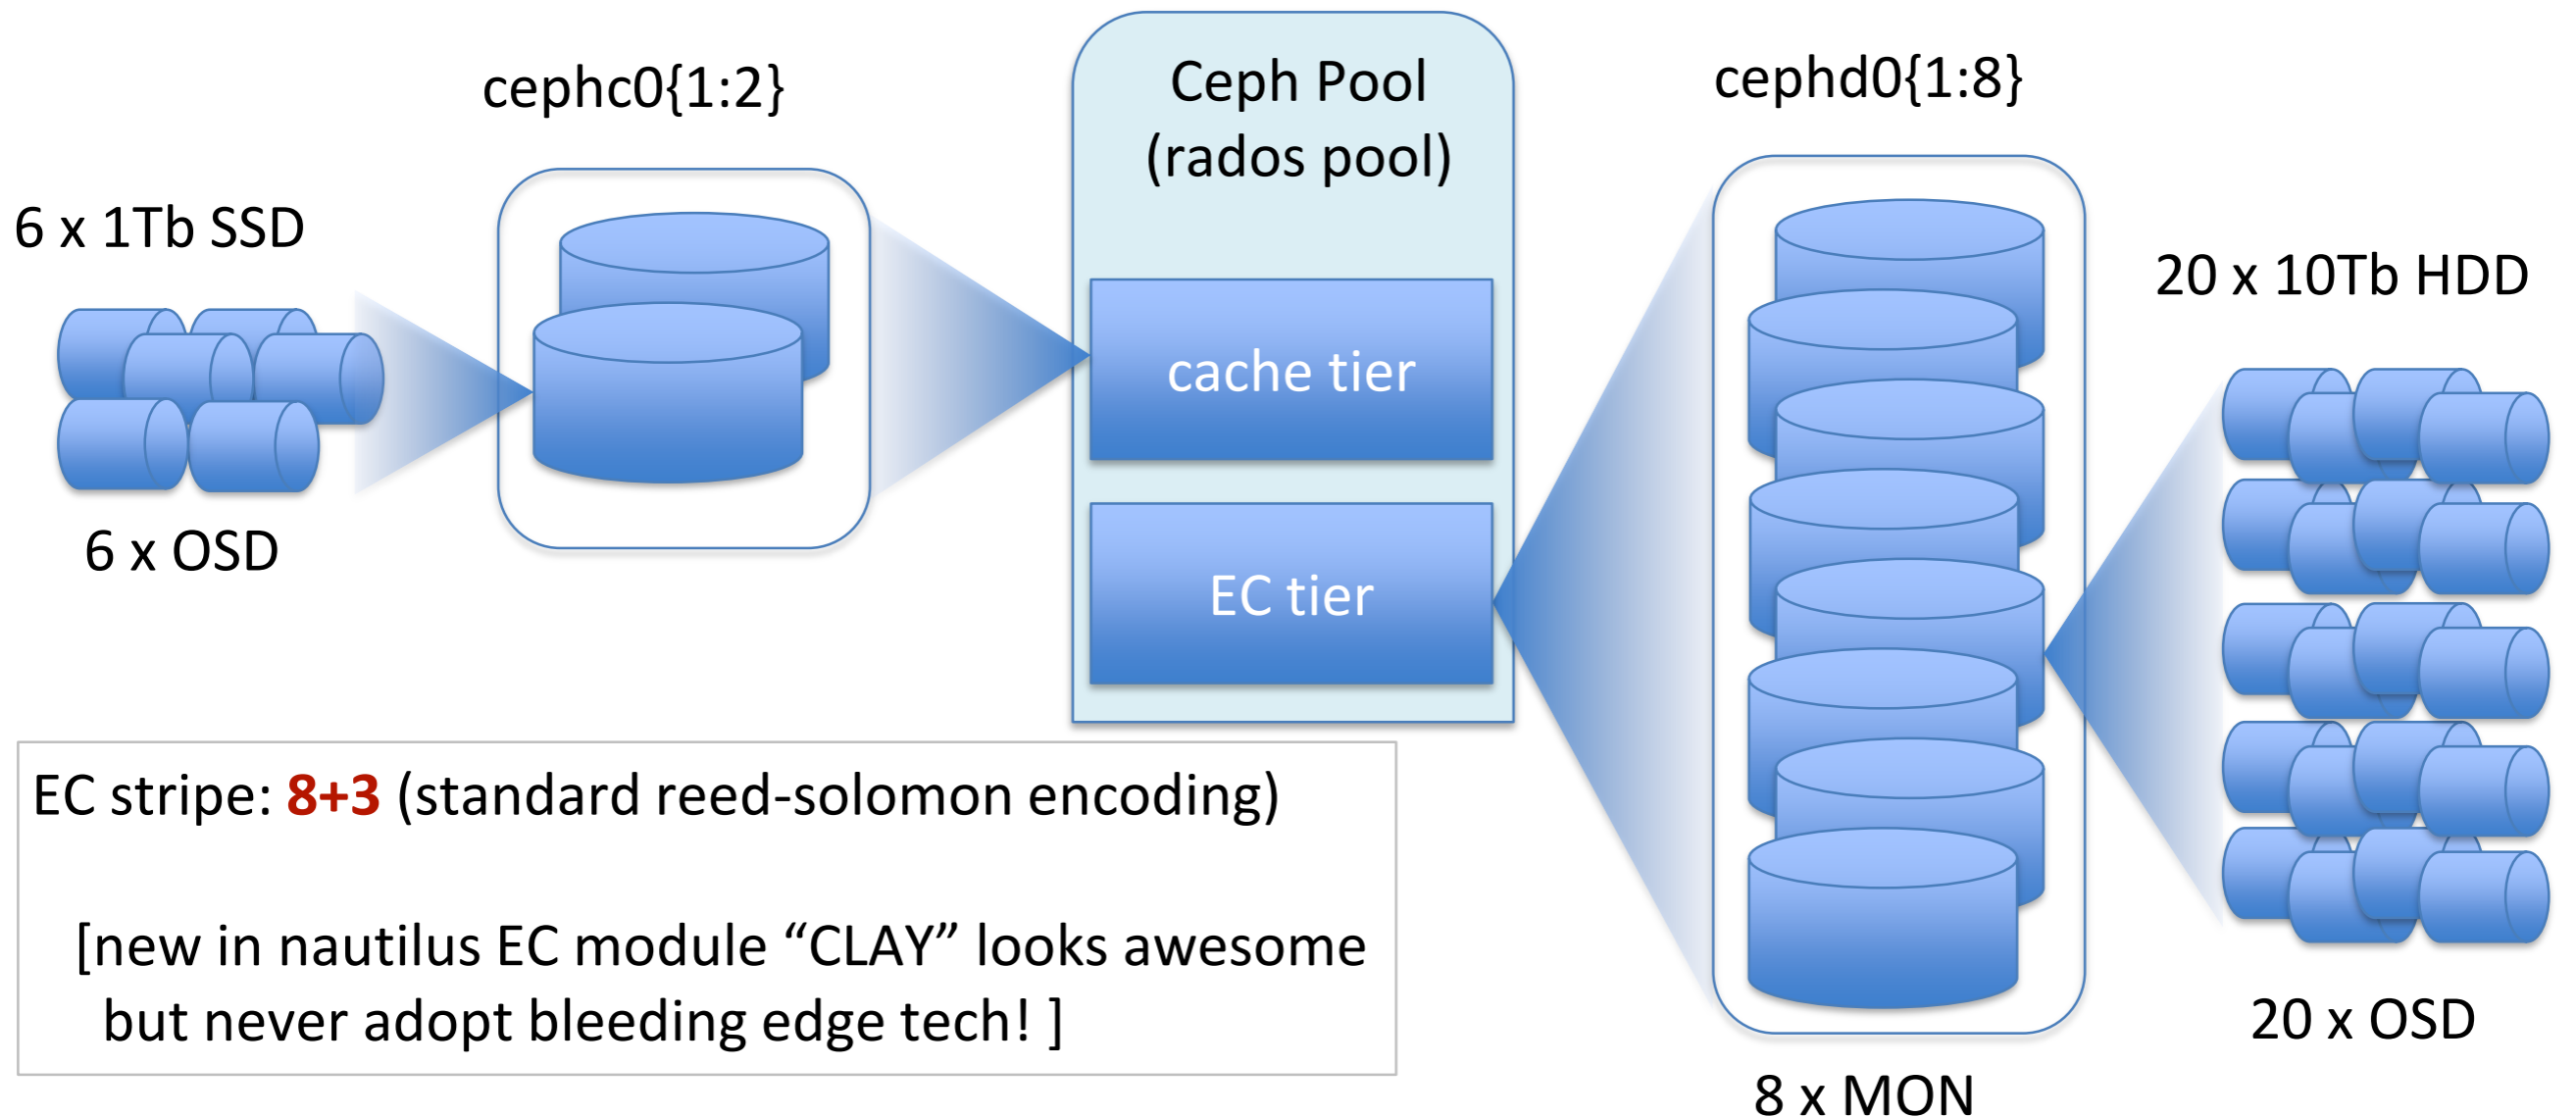 cephc0{1:2}
6 x 1Tb SSD
6 x OSD
Ceph Pool
(rados pool)
cache tier
EC tier
cephd0{1:8}
20 x 10Tb HDD
20 x OSD
8 x MON
EC stripe: 8+3 (standard reed-solomon encoding)
[new in nautilus EC module “CLAY” looks awesome
but never adopt bleeding edge tech! ]